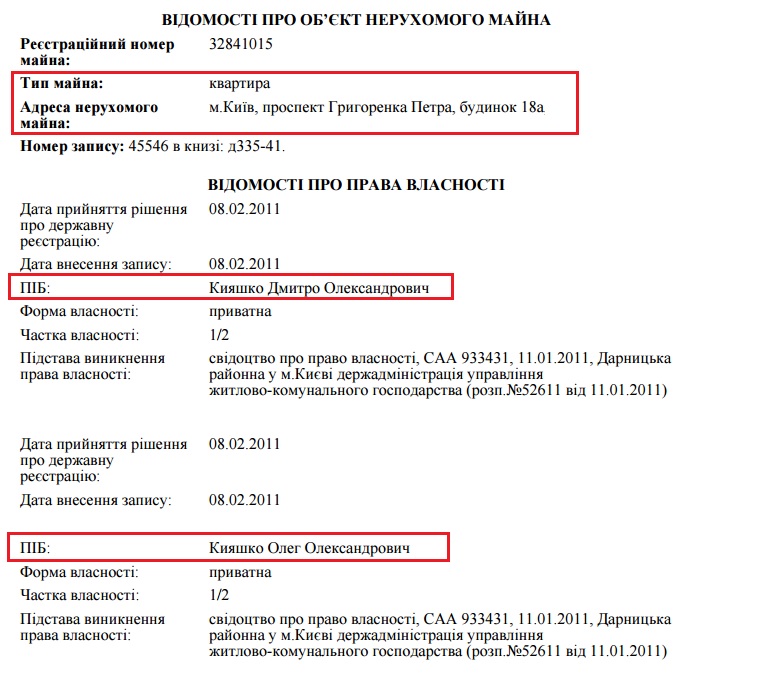 ВІДОМОСТІ ПРО ОБ’ЄКТ НЕРУХОМОГО МАЙНА
Реєстраційний номер майна: 32841015
Тип майна: квартира
Адреса нерухомого майна: м.Київ, проспект Григоренка Петра, будинок 18а
Номер запису: 45546 в книзі: д335-41.
ВІДОМОСТІ ПРО ПРАВА ВЛАСНОСТІ
Дата прийняття рішення про державну реєстрацію: 08.02.2011
Дата внесення запису: 08.02.2011
ПІБ: Кияшко Дмитро Олександрович
Форма власності: приватна
Частка власності: 1/2
Підстава виникнення права власності: свідоцтво про право власності, САА 933431, 11.01.2011, Дарницька
районна у м.Києві держадміністрація управління
житлово-комунального господарства (розп.№52611 від 11.01.2011)
Дата прийняття рішення про державну реєстрацію: 08.02.2011
Дата внесення запису: 08.02.2011
ПІБ: Кияшко Олег Олександрович
Форма власності: приватна
Частка власності: 1/2
Підстава виникнення права власності: свідоцтво про право власності, САА 933431, 11.01.2011, Дарницька
районна у м.Києві держадміністрація управління
житлово-комунального господарства (розп.№52611 від 11.01.2011)